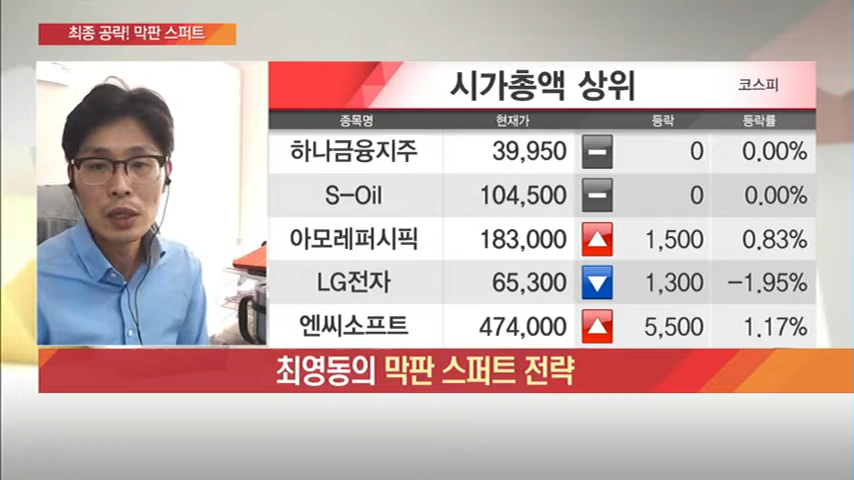 최종 공략! 막판 스퍼트
시가총액 상위 코스피
종목명 현재가 등락 등락률
하나금융지주 39,950 0 0.00%
S-Oil 104,500 0 0.00%
아모레퍼시픽 183,000 1,500 0.83%
LG전자 65,300 1,300 -1.95%
엔씨소프트 474,000 5,500 1.17%
최영동의 막판 스퍼트 전략